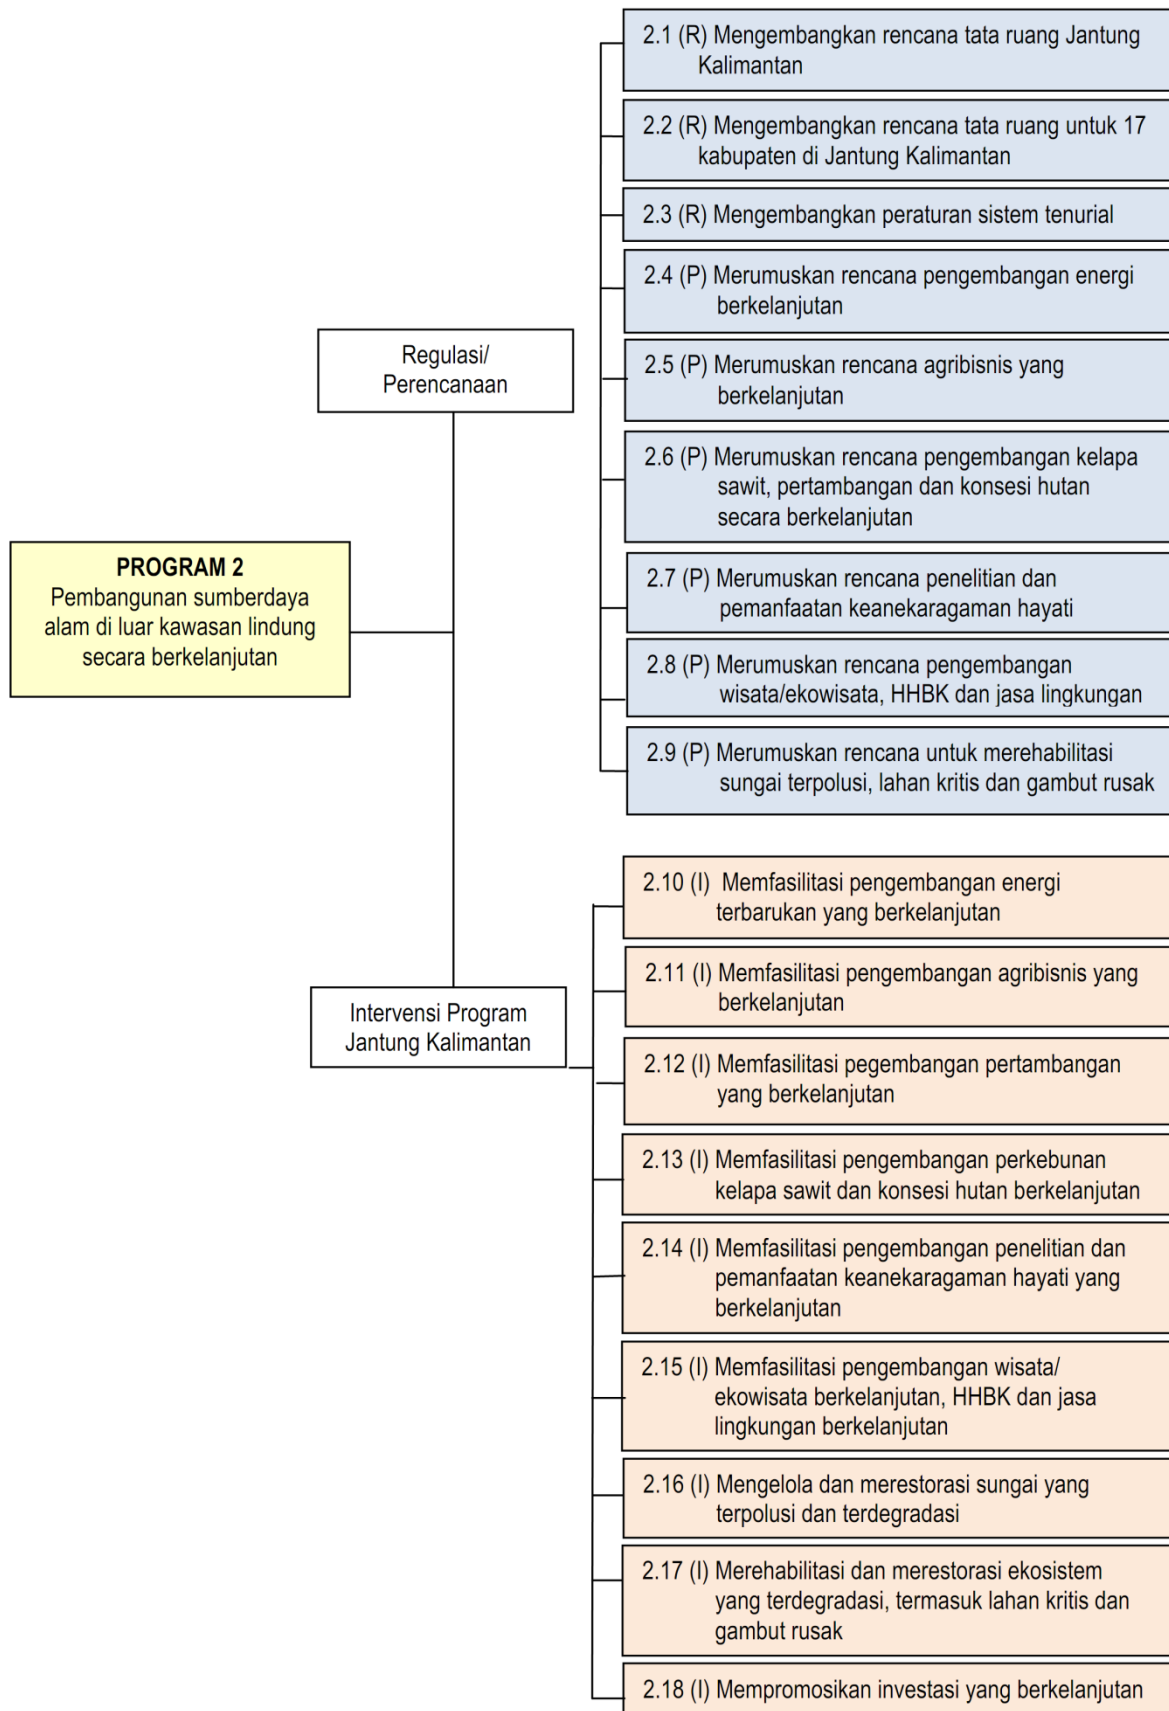 2.1 (R) Mengembangkan rencana tata ruang Jantung
Kalimantan
2.2 (R) Mengembangkan rencana tata ruang untuk 17
kabupaten di Jantung Kalimantan
2.3 (R) Mengembangkan peraturan sistem tenurial
2.4 (P) Merumuskan rencana pengembangan energi
berkelanjutan
Regulasi/
Perencanaan
2.5 (P) Merumuskan rencana agribisnis yang
berkelanjutan
2.6 (P) Merumuskan rencana pengembangan kelapa
sawit, pertambangan dan konsesi hutan
secara berkelanjutan
PROGRAM 2
Pembangunan sumberdaya
alam di luar kawasan lindung
secara berkelanjutan
2.7 (P) Merumuskan rencana penelitian dan
pemanfaatan keanekaragaman hayati
2.8 (P) Merumuskan rencana pengembangan
wisata/ekowisata, HHBK dan jasa lingkungan
2.9 (P) Merumuskan rencana untuk merehabilitasi
sungai terpolusi, lahan kritis dan gambut rusak
2.10 (I) Memfasilitasi pengembangan energi
terbarukan yang berkelanjutan
2.11 (I) Memfasilitasi pengembangan agribisnis yang
berkelanjutan
Intervensi Program
Jantung Kalimantan
2.12 (I) Memfasilitasi pegembangan pertambangan
yang berkelanjutan
2.13 (I) Memfasilitasi pengembangan perkebunan
kelapa sawit dan konsesi hutan berkelanjutan
2.14 (I) Memfasilitasi pengembangan penelitian dan
pemanfaatan keanekaragaman hayati yang
berkelanjutan
2.15 (I) Memfasilitasi pengembangan wisata/
ekowisata berkelanjutan, HHBK dan jasa
lingkungan berkelanjutan
2.16 (I) Mengelola dan merestorasi sungai yang
terpolusi dan terdegradasi
2.17 (I) Merehabilitasi dan merestorasi ekosistem
yang terdegradasi, termasuk lahan kritis dan
gambut rusak
2.18 (I) Mempromosikan investasi yang berkelanjutan